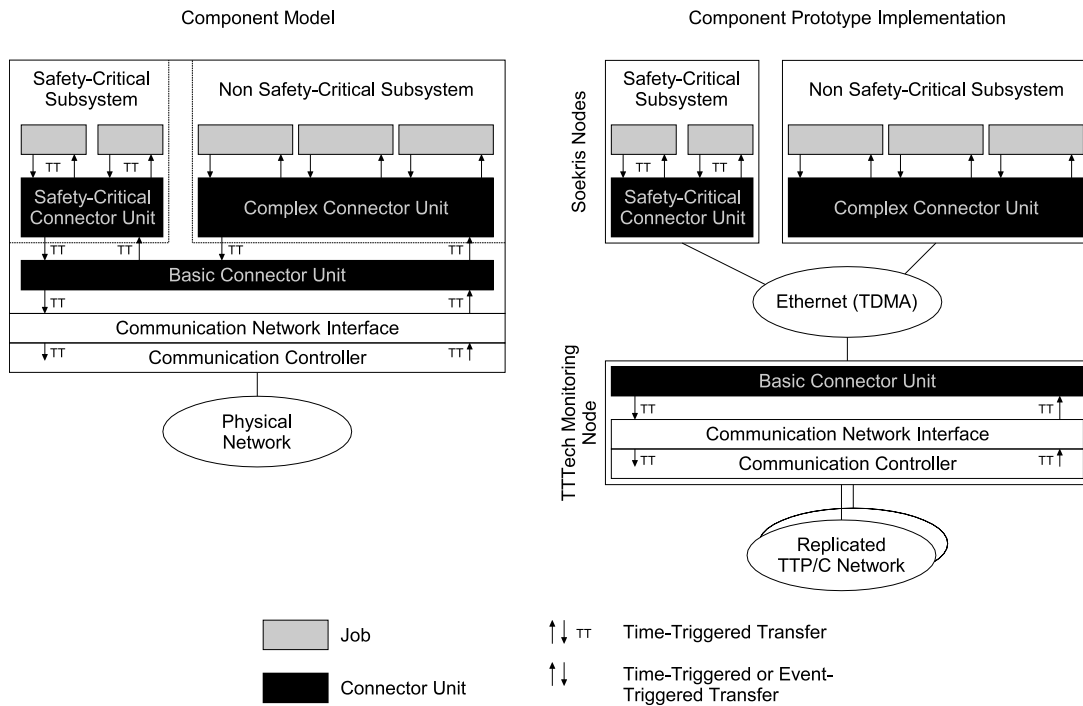 Component Model
Safety-Critical
Subsystem
Non Safety-Critical Subsystem
TT
TT
Safety-Critical
Connector Unit
Complex Connector Unit
TT
TT
TT
TT
Basic Connector Unit
TT
TT
Communication Network Interface
TT
TT
Communication Controller
Physical
Network
Component Prototype Implementation
Soekris Nodes
Safety-Critical
Subsystem
Non Safety-Critical Subsystem
TT
TT
Safety-Critical
Connector Unit
Complex Connector Unit
Ethernet (TDMA)
TTTech Monitoring
Node
Basic Connector Unit
TT
TT
Communication Network Interface
TT
TT
Communication Controller
Replicated
TTP/C Network
Job
Connector Unit
TT
Time-Triggered Transfer
Time-Triggered or Event-
Triggered Transfer